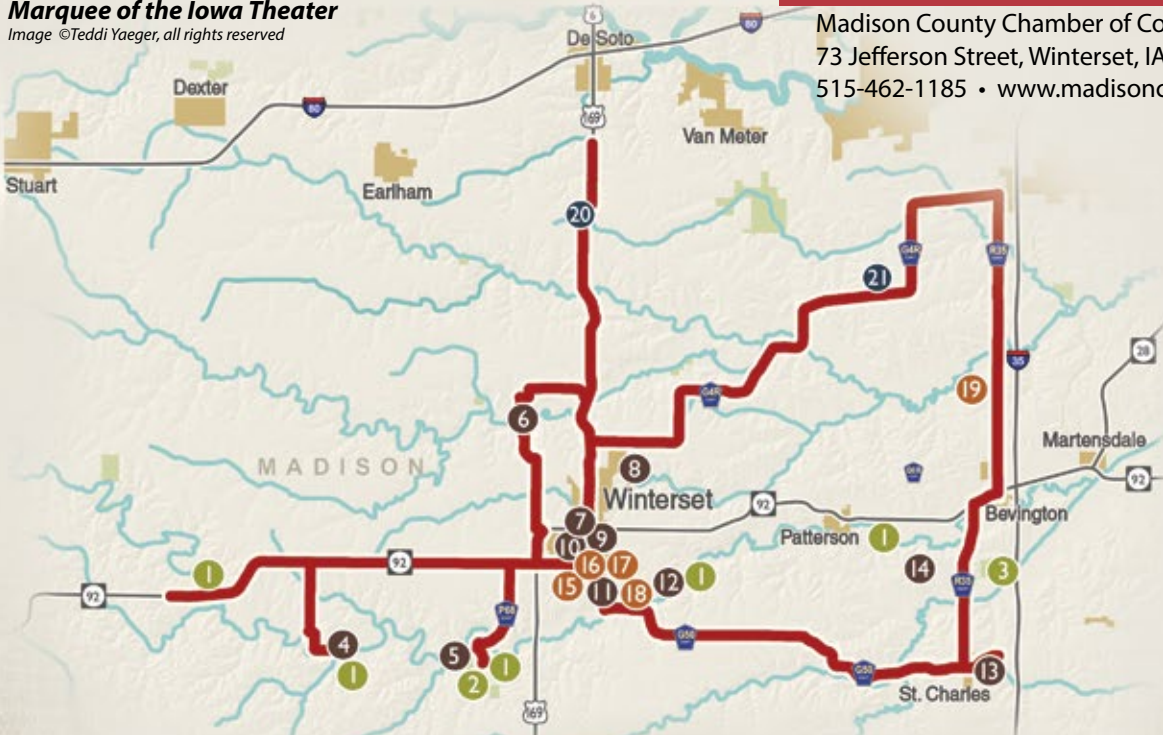 Marquee of the Iowa Theater
Image ©Teddi Yaeger, all rights reserved
Madison County Chamber of Co
73 Jefferson Street, Winterset, IA
515-462-1185 • www.madisonc
6
80
De Soto
Dexter
80
169
Van Meter
Stuart
Earlham
20
G4R
R35
21
28
35
19
6
G4R
Martensdale
MADISON
8
92
Winterset
92
7
Bevington
9
Patterson
1
10
16
17
14
3
1
92
15
11
18
12
1
R35
92
P68
G50
4
5
1
13
1
2
G50
St. Charles
169